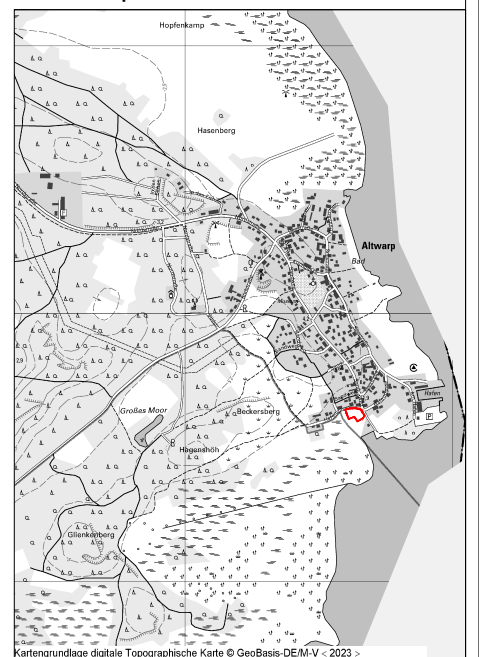 Hopfenkamp
Hasenberg
Altwarp
Bad
Hafen
P
Großes Moor
Beckersberg
Hagenshöh
Glienkenberg
Kartengrundlage digitale Topographische Karte © GeoBasis-DE/M-V < 2023 >